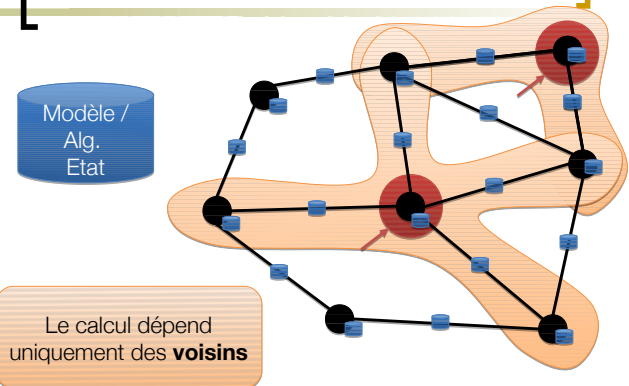 Modèle /
Alg.
Etat
Le calcul dépend
uniquement des voisins